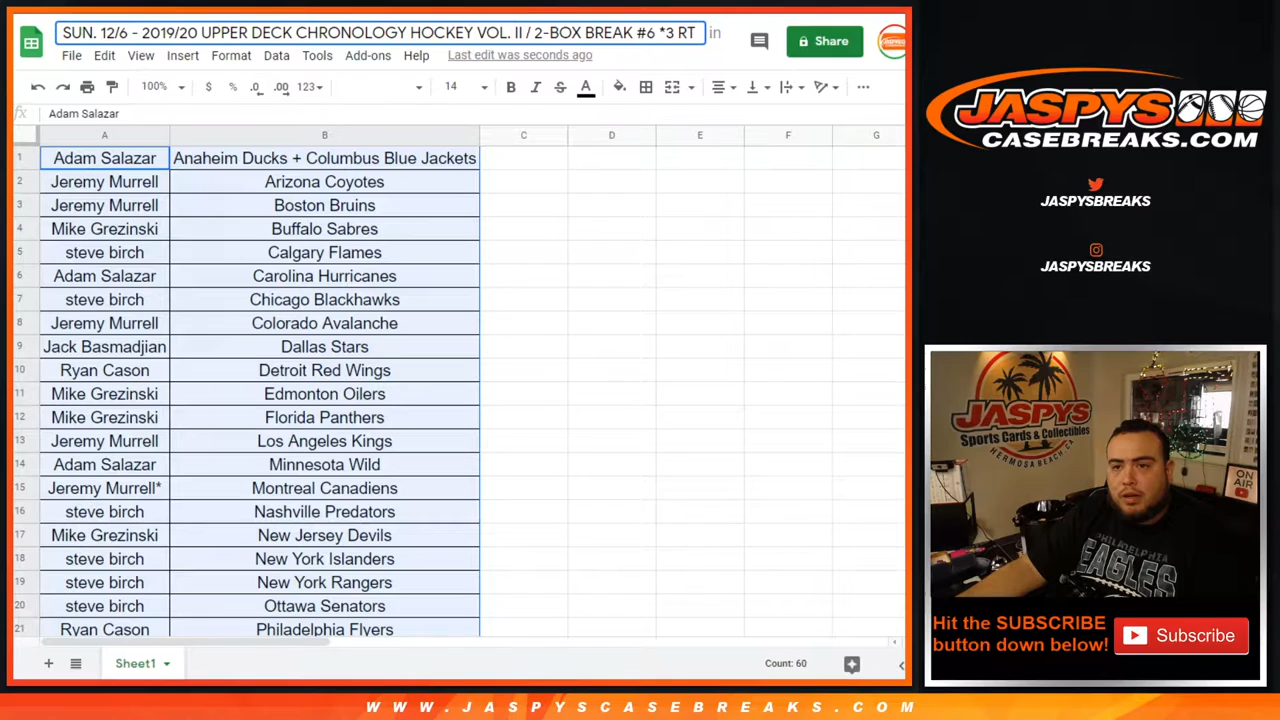 SUN. 12/6 - 2019/20 UPPER DECK CHRONOLOGY HOCKEY VOL. II / 2-BOX BREAK #6 *3 RT in
File Edit View Insert Format Data Tools Add-ons Help Last edit was seconds ago
Share
100% $ % .0 .00 123 14 B I S A
fx Adam Salazar
A B C D E F G
1 Adam Salazar Anaheim Ducks + Columbus Blue Jackets
2 Jeremy Murrell Arizona Coyotes
3 Jeremy Murrell Boston Bruins
4 Mike Grezinski Buffalo Sabres
5 steve birch Calgary Flames
6 Adam Salazar Carolina Hurricanes
7 steve birch Chicago Blackhawks
8 Jeremy Murrell Colorado Avalanche
9 Jack Basmadjian Dallas Stars
10 Ryan Cason Detroit Red Wings
11 Mike Grezinski Edmonton Oilers
12 Mike Grezinski Florida Panthers
13 Jeremy Murrell Los Angeles Kings
14 Adam Salazar Minnesota Wild
15 Jeremy Murrell* Montreal Canadiens
16 steve birch Nashville Predators
17 Mike Grezinski New Jersey Devils
18 steve birch New York Islanders
19 steve birch New York Rangers
20 steve birch Ottawa Senators
21 Ryan Cason Philadelphia Flyers
Sheet1
Count: 60
JASPYS
CASEBREAKS.COM
JASPYSBREAKS
JASPYSBREAKS
JASPYS
Sports Cards & Collectibles
HERMOSA BEACH, CA
ON
AIR
PHILADELPHIA
EAGLES
Hit the SUBSCRIBE
button down below!
Subscribe
WWW.JASPYSCASEBREAKS.COM